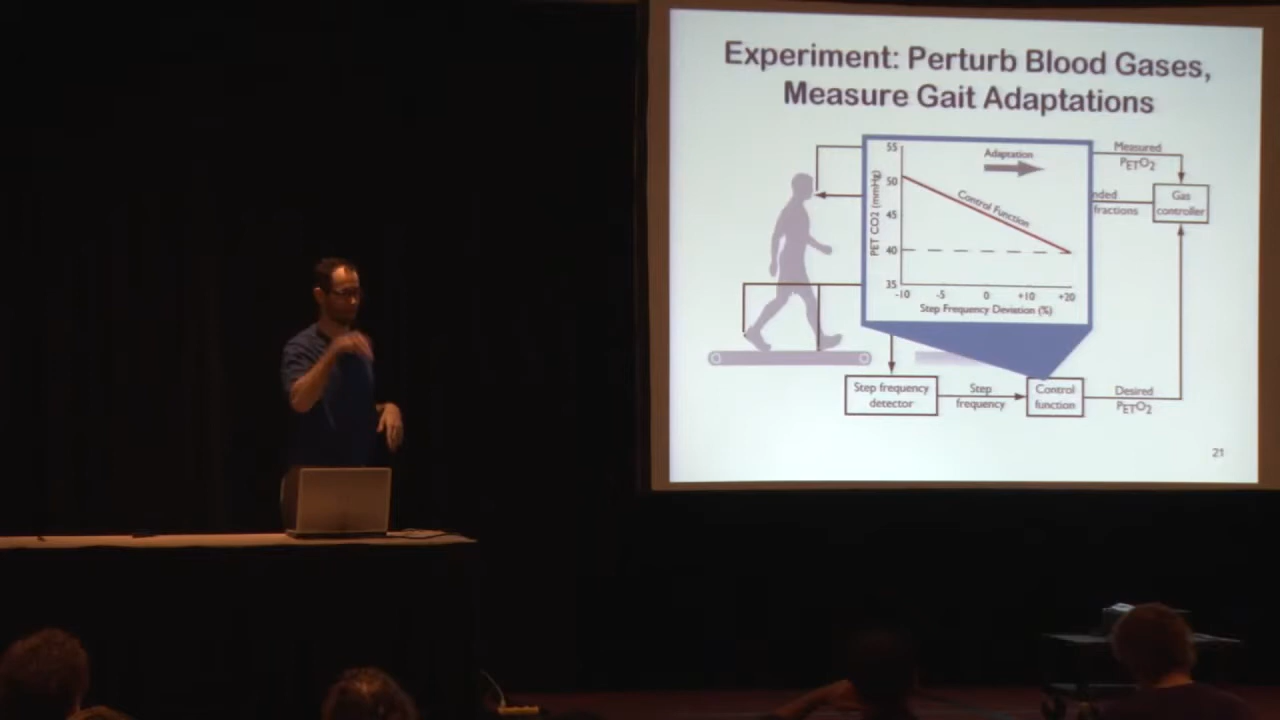 Experiment: Perturb Blood Gases,
Measure Gait Adaptations
55
50
45
40
35
PET CO2 (mmHg)
Adaptation
Control Function
-10 -5 0 +10 +20
Step Frequency Deviation (%)
Measured
PETO2
nded
fractions
Gas
controller
Step frequency
detector
Step
frequency
Control
function
Desired
PETO2
21